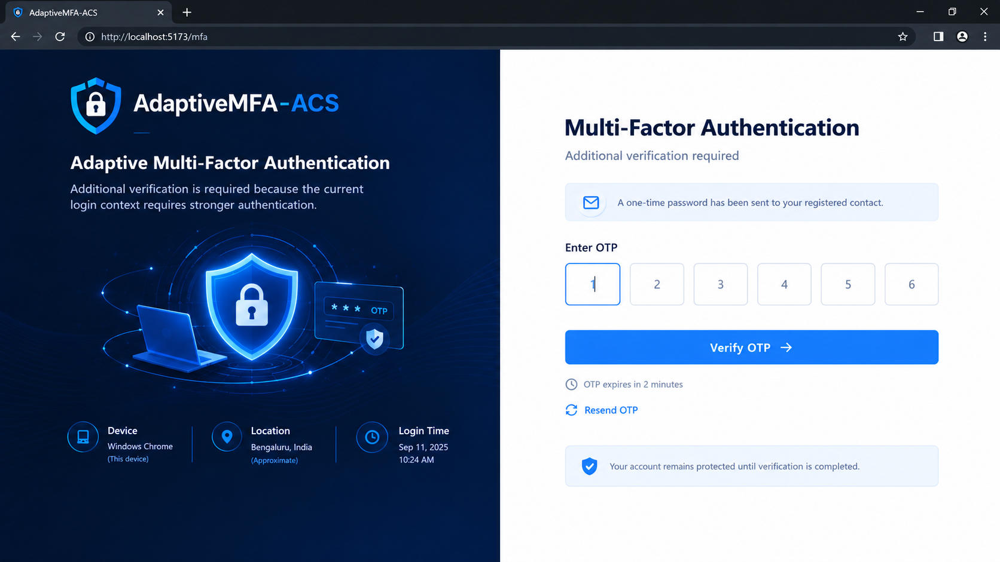 AdaptiveMFA-ACS
http://localhost:5173/mfa
AdaptiveMFA-ACS
Adaptive Multi-Factor Authentication
Additional verification is required because the current
login context requires stronger authentication.
* * * OTP
Device
Windows Chrome
(This device)
Location
Bengaluru, India
(Approximate)
Login Time
Sep 11, 2025
10:24 AM
Multi-Factor Authentication
Additional verification required
A one-time password has been sent to your registered contact.
Enter OTP
1 2 3 4 5 6
Verify OTP →
OTP expires in 2 minutes
Resend OTP
Your account remains protected until verification is completed.